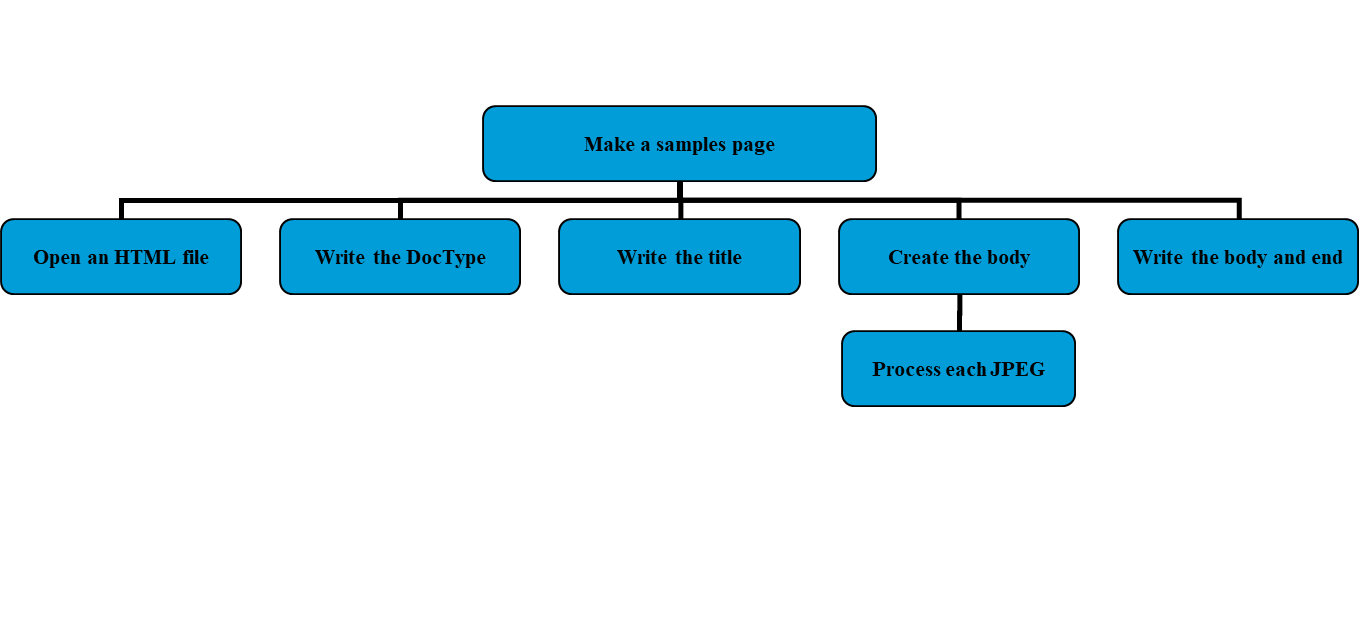 Make a samples page
Open an HTML file
Write the DocType
Write the title
Create the body
Write the body and end
Process each JPEG